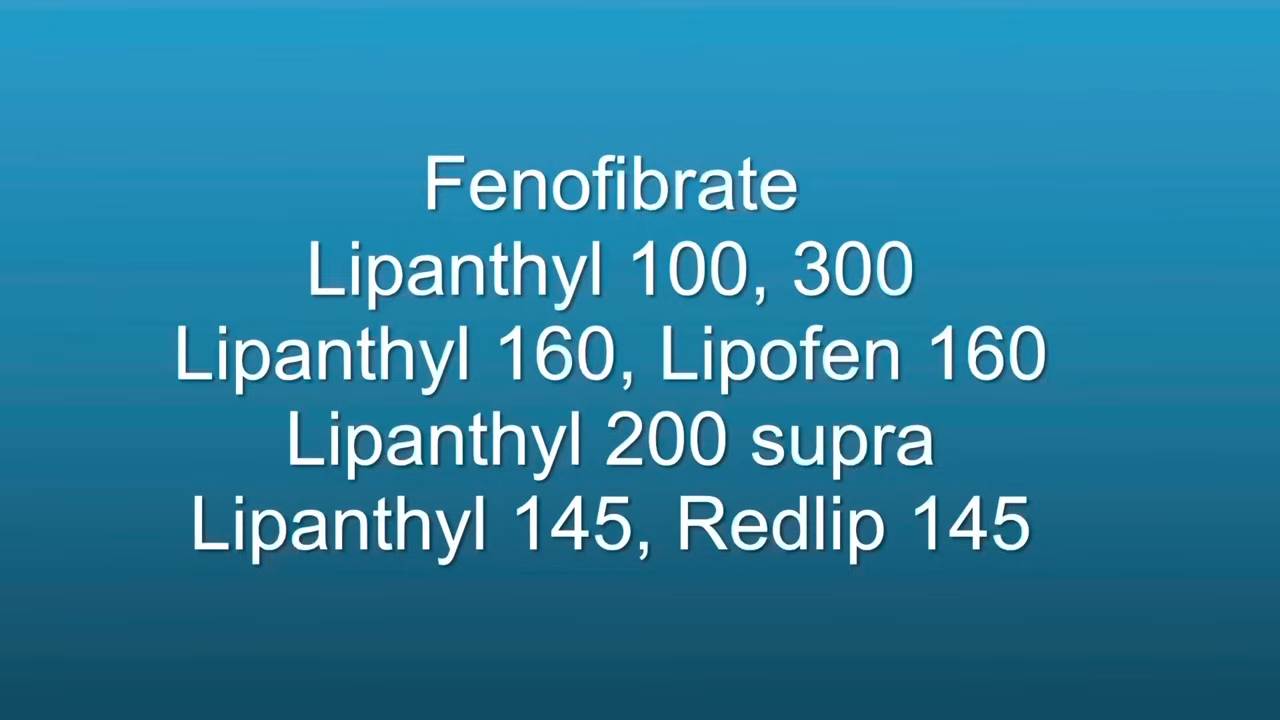 Fenofibrate
Lipanthyl 100, 300
Lipanthyl 160, Lipofen 160
Lipanthyl 200 supra
Lipanthyl 145, Redlip 145